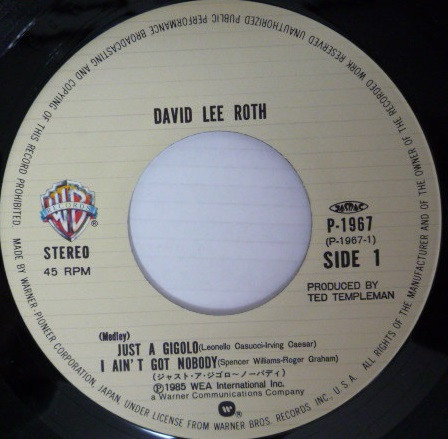 UNAUTHORIZED PUBLIC PERFORMANCE BROADCASTING AND COPYING OF THIS RECORD PROHIBITED.
ALL RIGHTS OF THE MANUFACTURER AND OF THE OWNER OF THE RECORDED WORK RESERVED
DAVID LEE ROTH
WB
RECORDS
STEREO
45 RPM
JASRAC
P-1967
(P-1967-1)
SIDE 1
PRODUCED BY
TED TEMPLEMAN
(Medley)
JUST A GIGOLO (Leonello Casucci-Irving Caesar)
I AIN'T GOT NOBODY (Spencer Williams-Roger Graham)
(ジャスト・ア・ジゴロ〜ノーバディ)
Ⓟ1985 WEA International Inc.
a Warner Communications Company
MADE BY WARNER-PIONEER CORPORATION, JAPAN, UNDER LICENSE FROM WARNER BROS. RECORDS, INC., U.S.A.